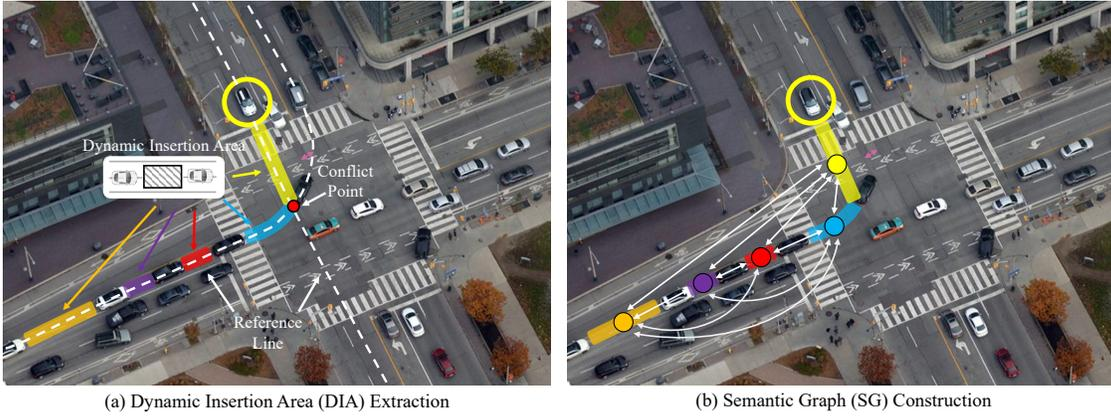 Dynamic Insertion Area
Conflict
Point
Reference
Line
(a) Dynamic Insertion Area (DIA) Extraction
(b) Semantic Graph (SG) Construction